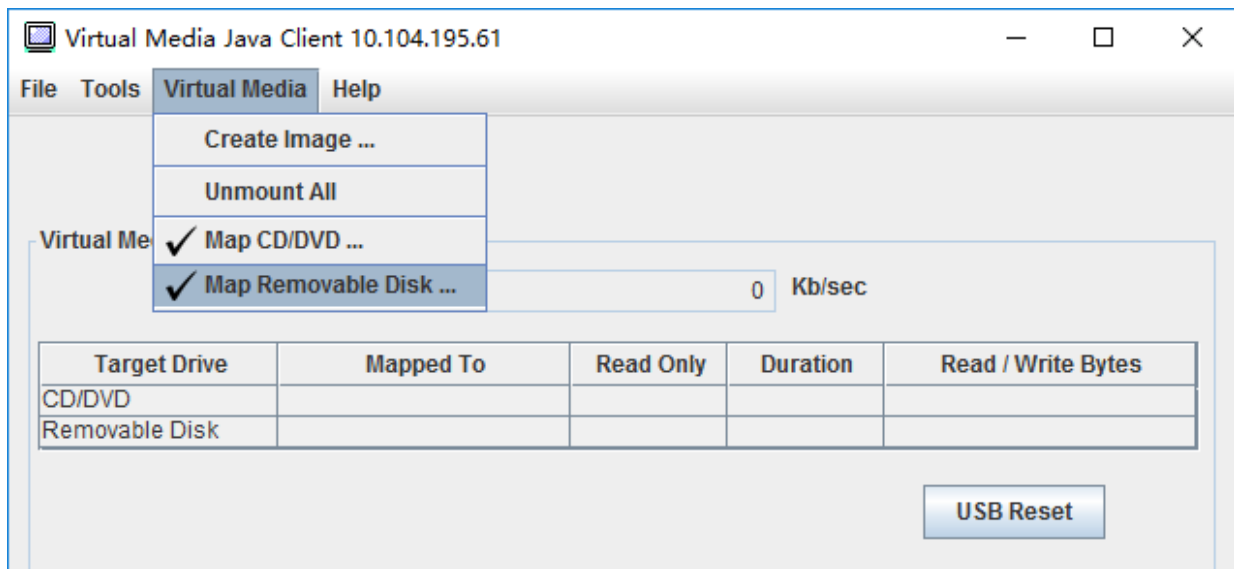 Virtual Media Java Client 10.104.195.61
File Tools Virtual Media Help
Create Image ...
Unmount All
Virtual Me
Map CD/DVD ...
Map Removable Disk ...
0 Kb/sec
Target Drive Mapped To Read Only Duration Read / Write Bytes
CD/DVD
Removable Disk
USB Reset